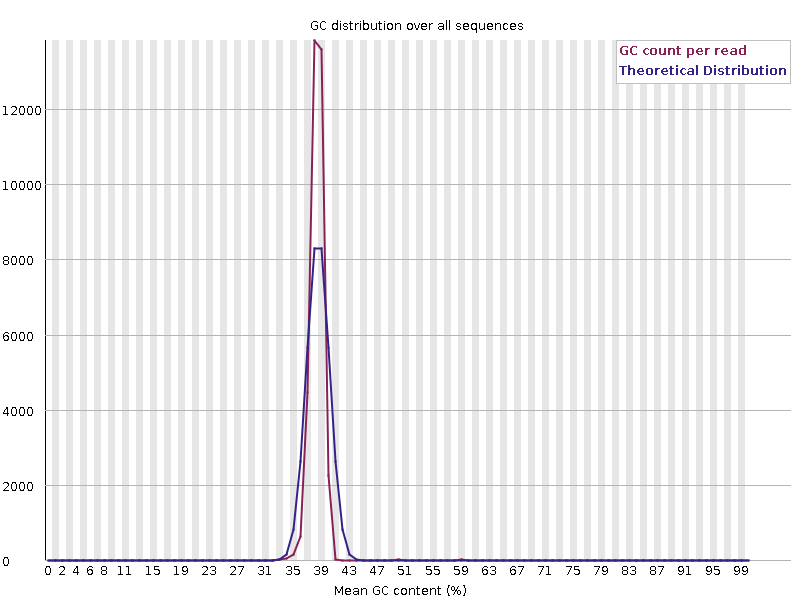 GC distribution over all sequences
GC count per read
Theoretical Distribution
12000
10000
8000
6000
4000
2000
0
0 2 4 6 8 11 15 19 23 27 31 35 39 43 47 51 55 59 63 67 71 75 79 83 87 91 95 99
Mean GC content (%)